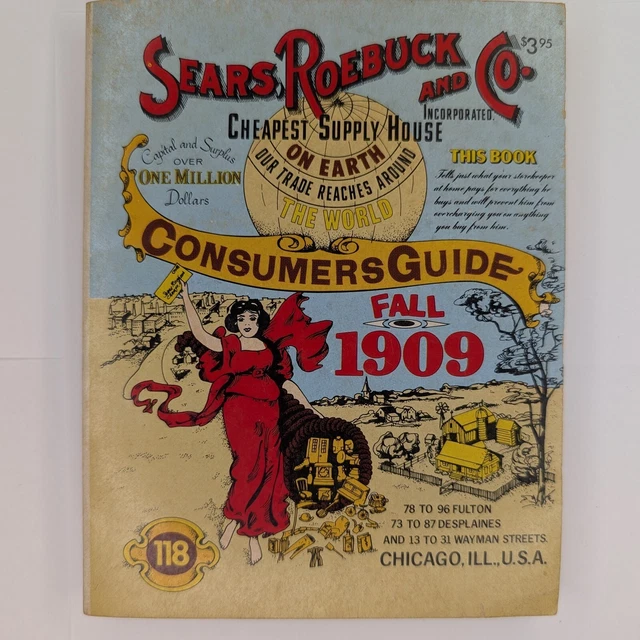 SEARS, ROEBUCK AND CO.
$3.95
INCORPORATED.
CHEAPEST SUPPLY HOUSE
ON EARTH
OUR TRADE REACHES AROUND
THE WORLD
Capital and Surplus
OVER
ONE MILLION
Dollars
THIS BOOK
Tells just what your storekeeper
at home pays for everything he
buys and will prevent him from
overcharging you on anything
you buy from him.
CONSUMERS GUIDE
FALL
1909
78 TO 96 FULTON
73 TO 87 DESPLAINES
AND 13 TO 31 WAYMAN STREETS.
CHICAGO, ILL., U.S.A.
118